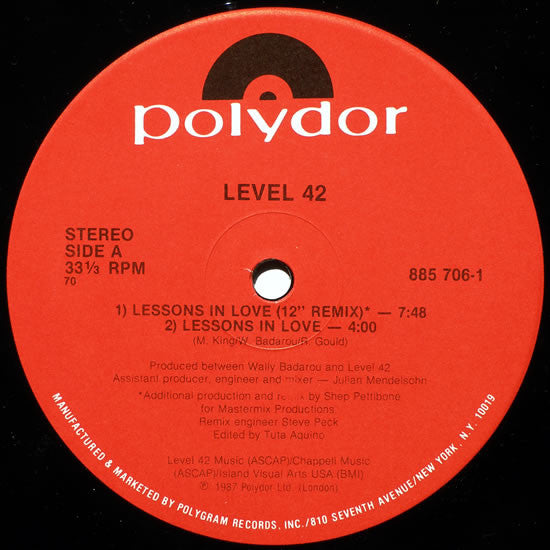 polydor
LEVEL 42
STEREO
SIDE A
33 1/3 RPM
70
885 706-1
1) LESSONS IN LOVE (12" REMIX)* — 7:48
2) LESSONS IN LOVE — 4:00
(M. King/W. Badarou/R. Gould)
Produced between Wally Badarou and Level 42
Assistant producer, engineer and mixer — Julian Mendelsohn
*Additional production and remix by Shep Pettibone
for Mastermix Productions.
Remix engineer Steve Peck
Edited by Tuta Aquino
Level 42 Music (ASCAP)/Chappell Music
(ASCAP)/Island Visual Arts USA (BMI)
℗ 1987 Polydor Ltd. (London)
MANUFACTURED & MARKETED BY POLYGRAM RECORDS, INC./810 SEVENTH AVENUE/NEW YORK, N.Y. 10019